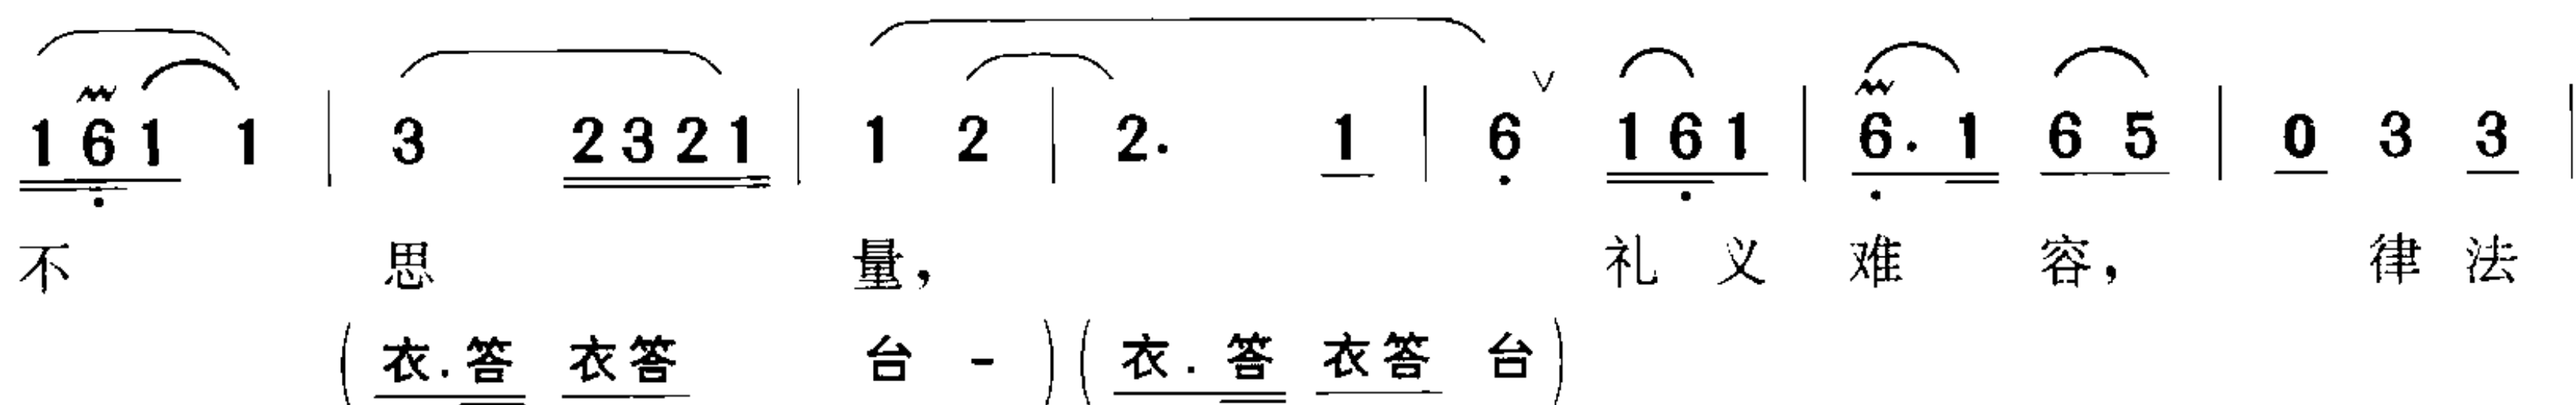 1 6 1 1 | 3 2 3 2 1 | 1 2 | 2. 1 | 6 ∨ 1 6 1 | 6. 1 6 5 | 0 3 3 |
不 思 量， 礼 义 难 容， 律 法
(衣.答 衣答 台 -)(衣.答 衣答 台)